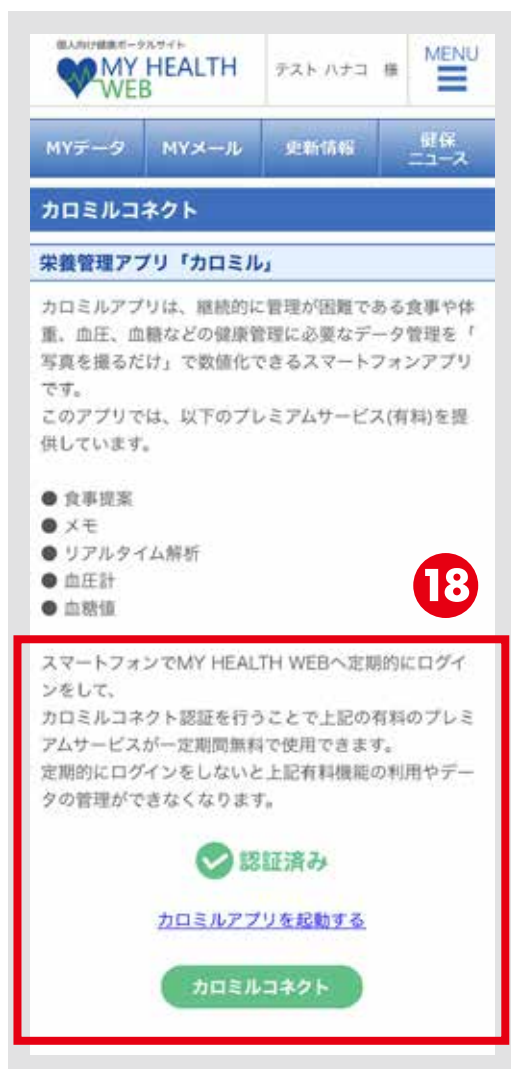 個人向け健康ポータルサイト
MY HEALTH
WEB
テスト ハナコ 様
MENU
MYデータ
MYメール
更新情報
健保
ニュース
カロミルコネクト
栄養管理アプリ「カロミル」
カロミルアプリは、継続的に管理が困難である食事や体
重、血圧、血糖などの健康管理に必要なデータ管理を「
写真を撮るだけ」で数値化できるスマートフォンアプリ
です。
このアプリでは、以下のプレミアムサービス(有料)を提
供しています。
● 食事提案
● メモ
● リアルタイム解析
● 血圧計
● 血糖値
18
スマートフォンでMY HEALTH WEBへ定期的にログイ
ンをして、
カロミルコネクト認証を行うことで上記の有料のプレミ
アムサービスが一定期間無料で使用できます。
定期的にログインをしないと上記有料機能の利用やデー
タの管理ができなくなります。
認証済み
カロミルアプリを起動する
カロミルコネクト